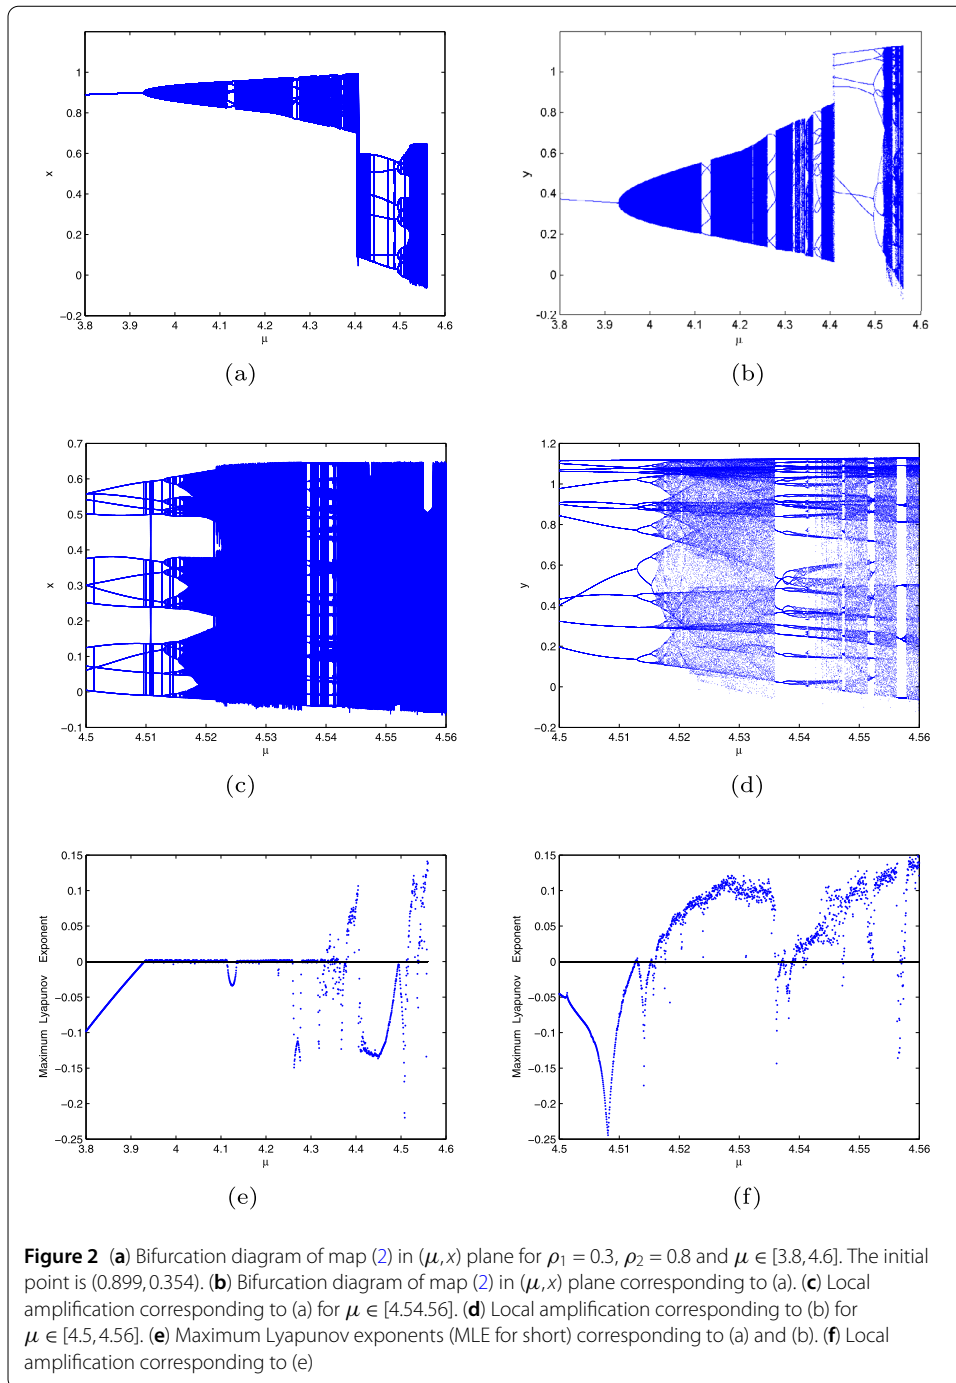 1
0.8
0.6
x
0.4
0.2
0
−0.2
3.8 3.9 4 4.1 4.2 4.3 4.4 4.5 4.6
μ
(a)
1
0.8
0.6
y
0.4
0.2
0
-0.2
3.8 3.9 4 4.1 4.2 4.3 4.4 4.5 4.6
μ
(b)
0.7
0.6
0.5
0.4
x
0.3
0.2
0.1
0
−0.1
4.5 4.51 4.52 4.53 4.54 4.55 4.56
μ
(c)
1.2
1
0.8
0.6
y
0.4
0.2
0
−0.2
4.5 4.51 4.52 4.53 4.54 4.55 4.56
μ
(d)
0.15
0.1
0.05
0
−0.05
−0.1
−0.15
−0.2
−0.25
Maximum Lyapunov Exponent
3.8 3.9 4 4.1 4.2 4.3 4.4 4.5 4.6
μ
(e)
0.15
0.1
0.05
0
−0.05
−0.1
−0.15
−0.2
−0.25
Maximum Lyapunov Exponent
4.5 4.51 4.52 4.53 4.54 4.55 4.56
μ
(f)
Figure 2 (a) Bifurcation diagram of map (2) in (μ,x) plane for ρ₁ = 0.3, ρ₂ = 0.8 and μ ∈ [3.8,4.6]. The initial
point is (0.899,0.354). (b) Bifurcation diagram of map (2) in (μ,x) plane corresponding to (a). (c) Local
amplification corresponding to (a) for μ ∈ [4.54.56]. (d) Local amplification corresponding to (b) for
μ ∈ [4.5,4.56]. (e) Maximum Lyapunov exponents (MLE for short) corresponding to (a) and (b). (f) Local
amplification corresponding to (e)